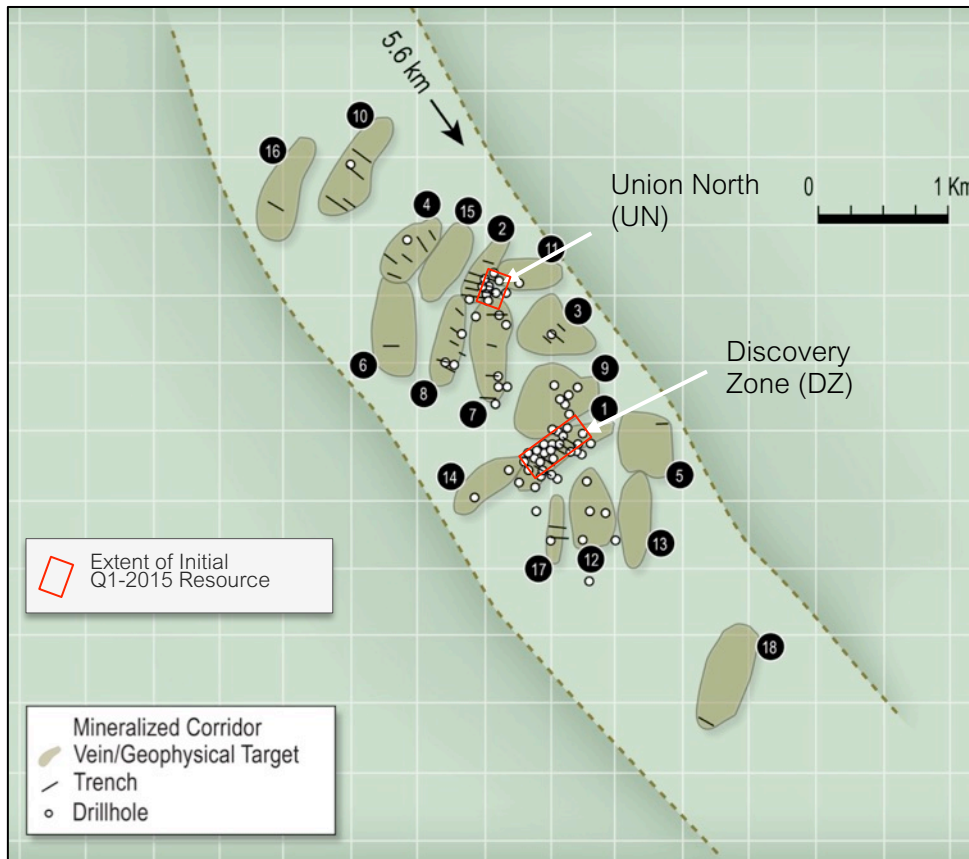 5.6 km
10
16
Union North
(UN)
0 1 Km
4
15
2
11
3
Discovery
Zone (DZ)
6
8
7
9
1
14
5
17
12
13
Extent of Initial
Q1-2015 Resource
18
Mineralized Corridor
Vein/Geophysical Target
Trench
Drillhole